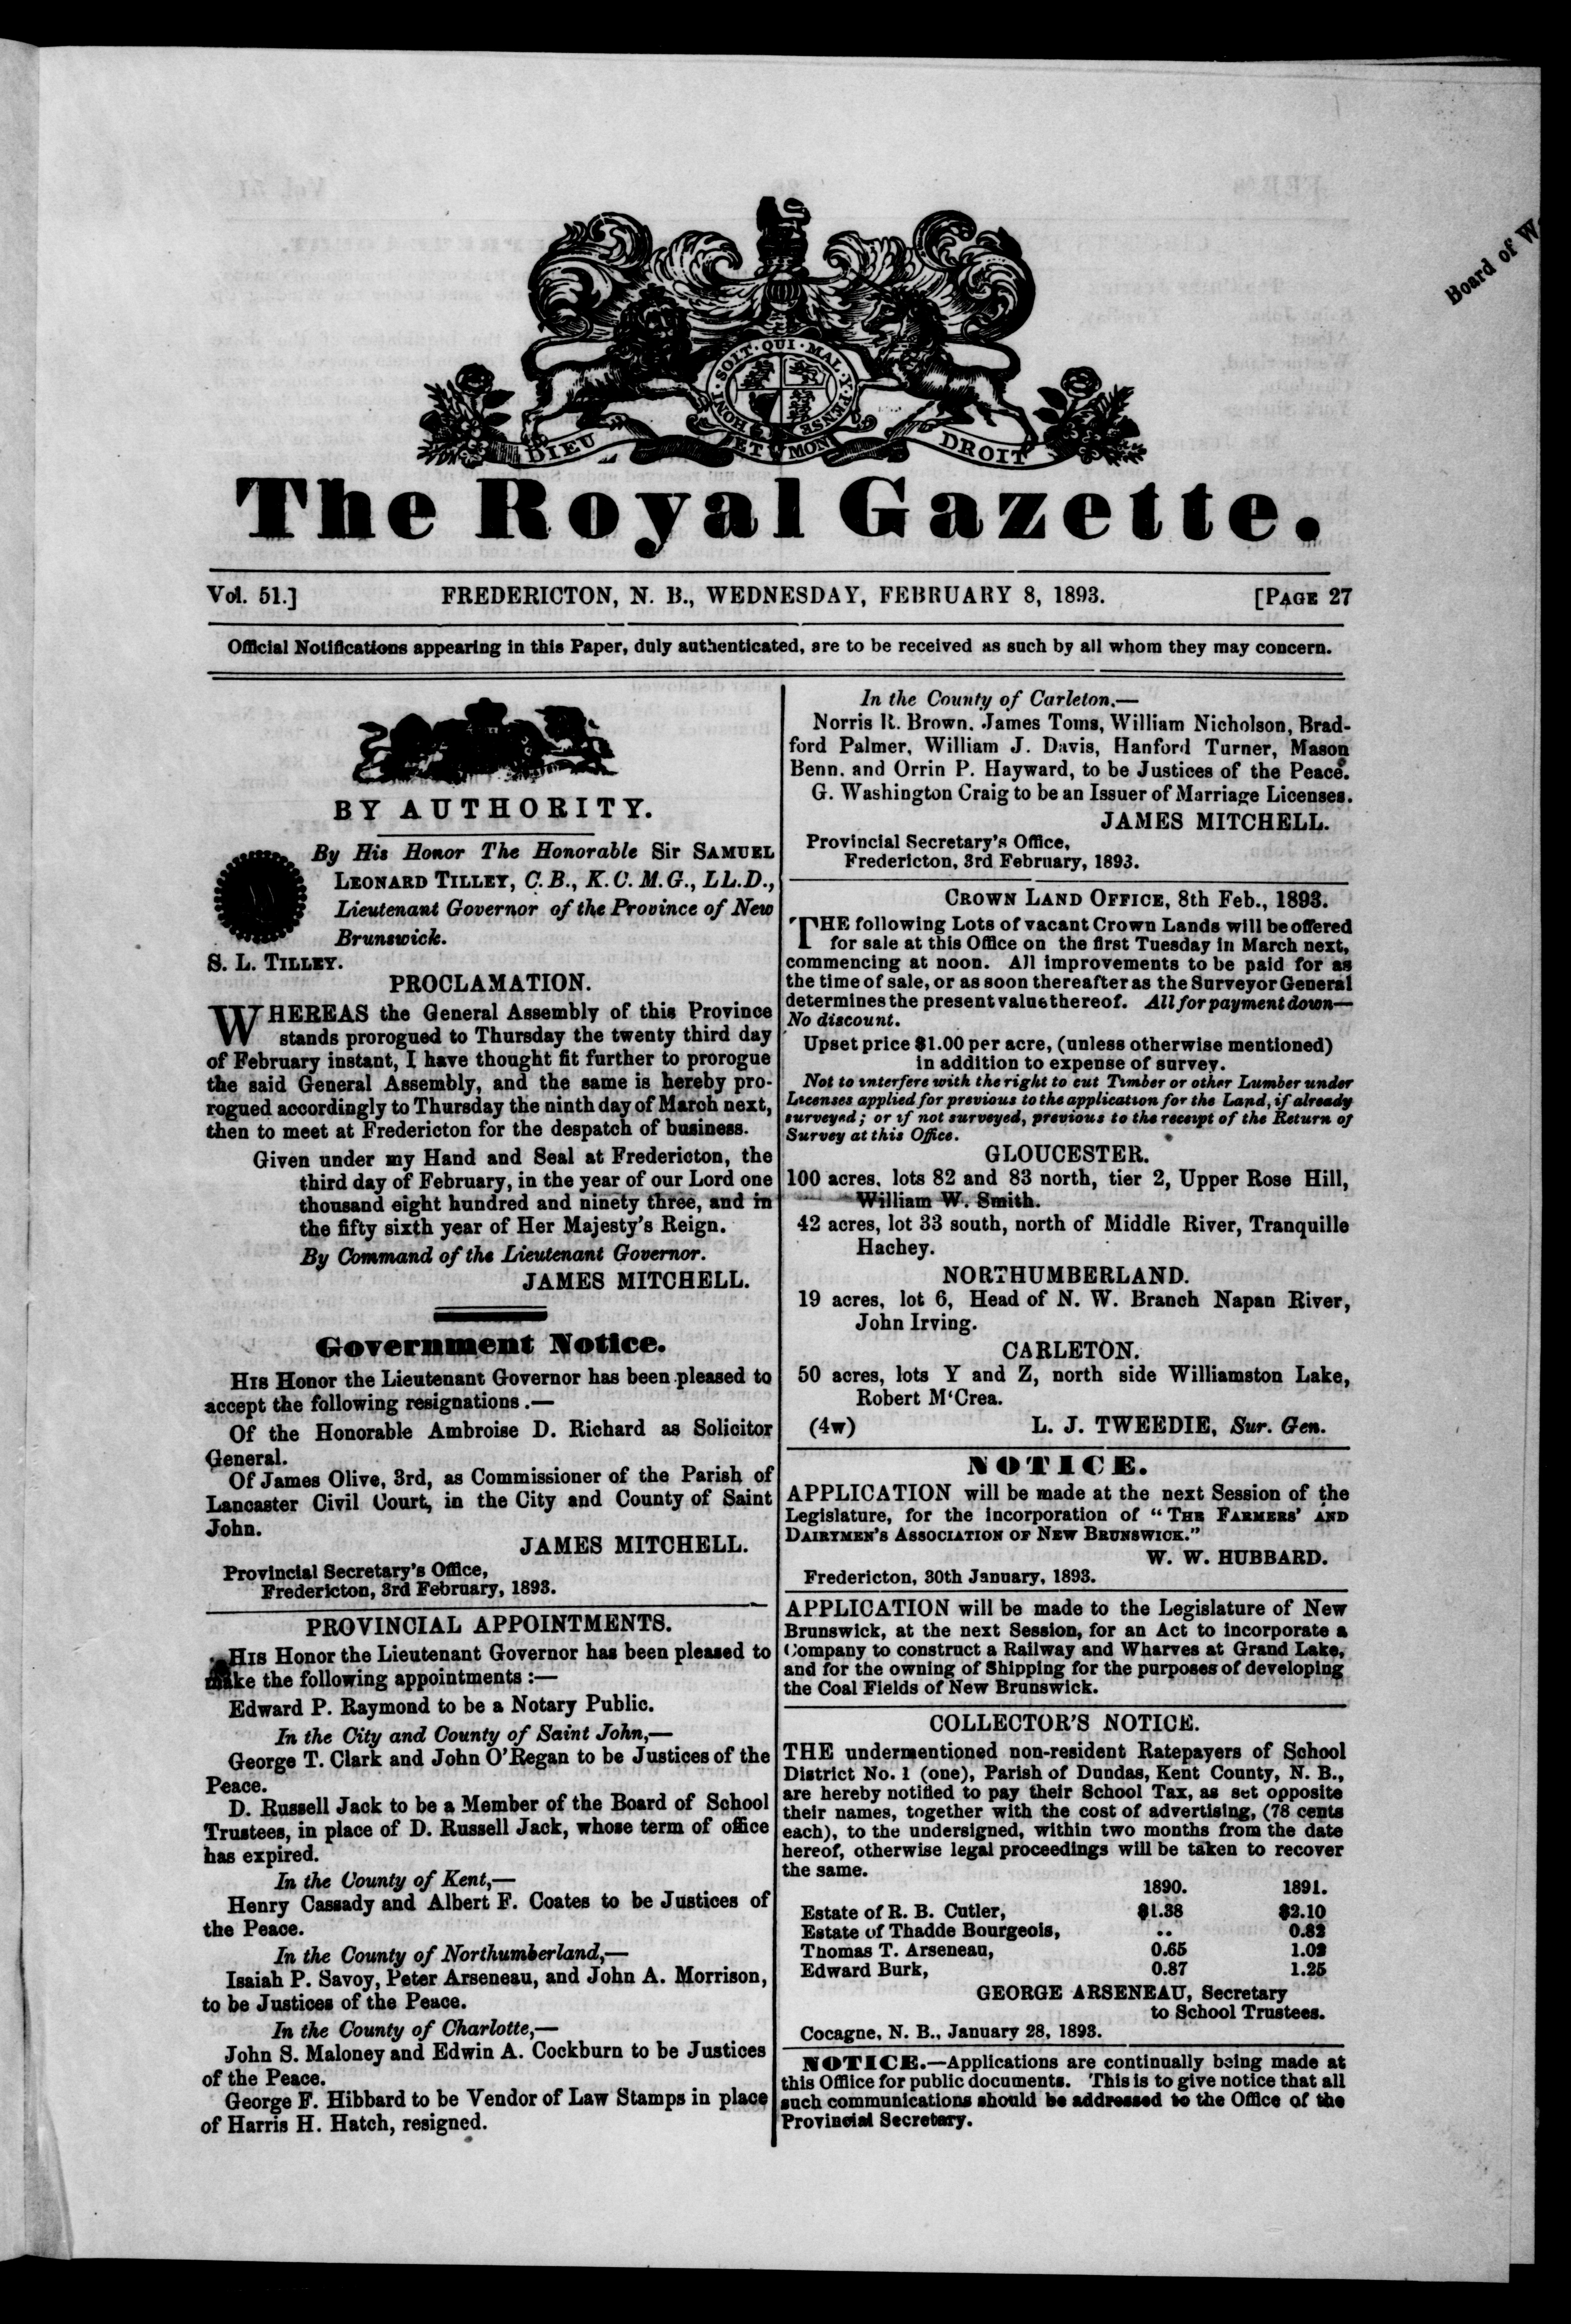 HONI · SOIT · QUI · MAL · Y · PENSE
DIEU ET MON DROIT
Board of
The Royal Gazette.
Vol. 51.]
FREDERICTON, N. B., WEDNESDAY, FEBRUARY 8, 1893.
[PAGE 27
Official Notifications appearing in this Paper, duly authenticated, are to be received as such by all whom they may concern.
BY AUTHORITY.
By His Honor The Honorable Sir SAMUEL
LEONARD TILLEY, C.B., K.C.M.G., LL.D.,
Lieutenant Governor of the Province of New
Brunswick.
S. L. TILLEY.
PROCLAMATION.
WHEREAS the General Assembly of this Province
stands prorogued to Thursday the twenty third day
of February instant, I have thought fit further to prorogue
the said General Assembly, and the same is hereby pro-
rogued accordingly to Thursday the ninth day of March next,
then to meet at Fredericton for the despatch of business.
Given under my Hand and Seal at Fredericton, the
third day of February, in the year of our Lord one
thousand eight hundred and ninety three, and in
the fifty sixth year of Her Majesty's Reign.
By Command of the Lieutenant Governor.
JAMES MITCHELL.
Government Notice.
HIS Honor the Lieutenant Governor has been pleased to
accept the following resignations.—
Of the Honorable Ambroise D. Richard as Solicitor
General.
Of James Olive, 3rd, as Commissioner of the Parish of
Lancaster Civil Court, in the City and County of Saint
John.
JAMES MITCHELL.
Provincial Secretary's Office,
Fredericton, 3rd February, 1893.
PROVINCIAL APPOINTMENTS.
HIS Honor the Lieutenant Governor has been pleased to
make the following appointments :—
Edward P. Raymond to be a Notary Public.
In the City and County of Saint John,—
George T. Clark and John O'Regan to be Justices of the
Peace.
D. Russell Jack to be a Member of the Board of School
Trustees, in place of D. Russell Jack, whose term of office
has expired.
In the County of Kent,—
Henry Cassady and Albert F. Coates to be Justices of
the Peace.
In the County of Northumberland,—
Isaiah P. Savoy, Peter Arseneau, and John A. Morrison,
to be Justices of the Peace.
In the County of Charlotte,—
John S. Maloney and Edwin A. Cockburn to be Justices
of the Peace.
George F. Hibbard to be Vendor of Law Stamps in place
of Harris H. Hatch, resigned.
In the County of Carleton.—
Norris R. Brown. James Toms, William Nicholson, Brad-
ford Palmer, William J. Davis, Hanford Turner, Mason
Benn. and Orrin P. Hayward, to be Justices of the Peace.
G. Washington Craig to be an Issuer of Marriage Licenses.
JAMES MITCHELL.
Provincial Secretary's Office,
Fredericton, 3rd February, 1893.
CROWN LAND OFFICE, 8th Feb., 1893.
THE following Lots of vacant Crown Lands will be offered
for sale at this Office on the first Tuesday in March next,
commencing at noon. All improvements to be paid for as
the time of sale, or as soon thereafter as the Surveyor General
determines the present value thereof. All for payment down—
No discount.
Upset price $1.00 per acre, (unless otherwise mentioned)
in addition to expense of survey.
Not to interfere with the right to cut Timber or other Lumber under
Licenses applied for previous to the application for the Land, if already
surveyed; or if not surveyed, previous to the receipt of the Return of
Survey at this Office.
GLOUCESTER.
100 acres. lots 82 and 83 north, tier 2, Upper Rose Hill,
William W. Smith.
42 acres, lot 33 south, north of Middle River, Tranquille
Hachey.
NORTHUMBERLAND.
19 acres, lot 6, Head of N. W. Branch Napan River,
John Irving.
CARLETON.
50 acres, lots Y and Z, north side Williamston Lake,
Robert M'Crea.
(4w) L. J. TWEEDIE, Sur. Gen.
NOTICE.
APPLICATION will be made at the next Session of the
Legislature, for the incorporation of "THE FARMERS' AND
DAIRYMEN'S ASSOCIATION OF NEW BRUNSWICK."
W. W. HUBBARD.
Fredericton, 30th January, 1893.
APPLICATION will be made to the Legislature of New
Brunswick, at the next Session, for an Act to incorporate a
Company to construct a Railway and Wharves at Grand Lake,
and for the owning of Shipping for the purposes of developing
the Coal Fields of New Brunswick.
COLLECTOR'S NOTICE.
THE undermentioned non-resident Ratepayers of School
District No. 1 (one), Parish of Dundas, Kent County, N. B.,
are hereby notified to pay their School Tax, as set opposite
their names, together with the cost of advertising, (78 cents
each), to the undersigned, within two months from the date
hereof, otherwise legal proceedings will be taken to recover
the same.
1890. 1891.
Estate of R. B. Cutler, $1.38 $2.10
Estate of Thadde Bourgeois, .. 0.82
Thomas T. Arseneau, 0.65 1.02
Edward Burk, 0.87 1.25
GEORGE ARSENEAU, Secretary
to School Trustees.
Cocagne, N. B., January 28, 1893.
NOTICE.—Applications are continually being made at
this Offlice for public documents. This is to give notice that all
such communications should be addressed to the Office of the
Provincial Secretary.